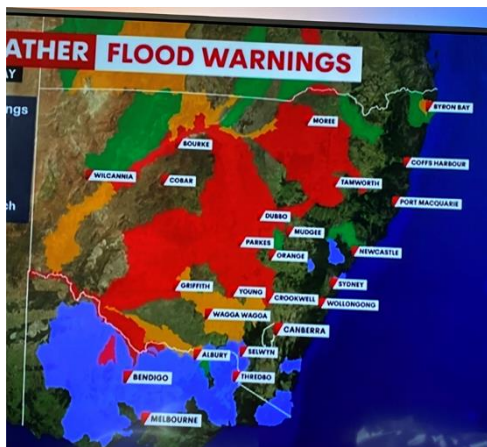 ATHER FLOOD WARNINGS
AY
ngs
ch
MOREE
BYRON BAY
BOURKE
COFFS HARBOUR
WILCANNIA
COBAR
TAMWORTH
PORT MACQUARIE
DUBBO
MUDGEE
PARKES
ORANGE
NEWCASTLE
GRIFFITH
YOUNG
SYDNEY
CROOKWELL
WOLLONGONG
WAGGA WAGGA
CANBERRA
ALBURY
SELWYN
BENDIGO
THREDBO
MELBOURNE